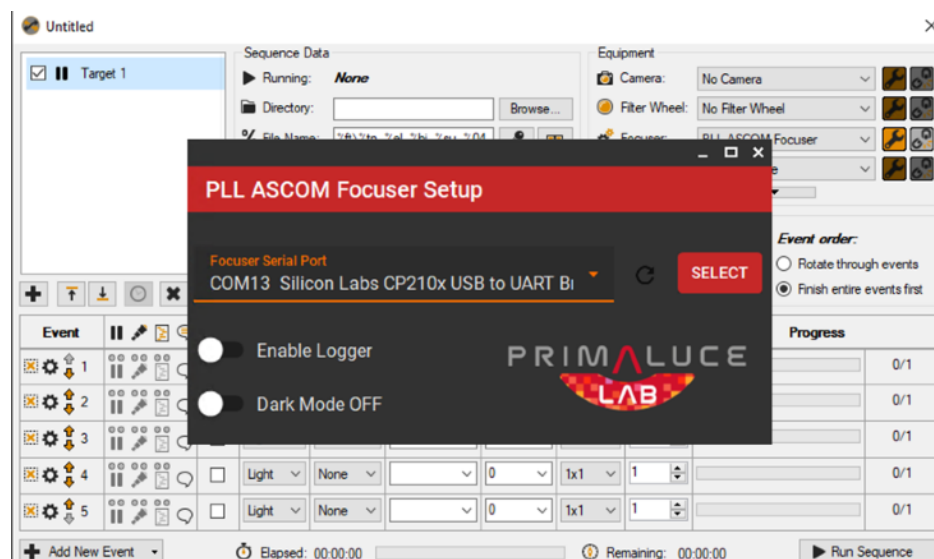 Untitled
Target 1
Sequence Data
Running: None
Directory: Browse...
File Name:
Equipment
Camera: No Camera
Filter Wheel: No Filter Wheel
Focuser: PLL ASCOM Focuser
PLL ASCOM Focuser Setup
Focuser Serial Port
COM13 Silicon Labs CP210x USB to UART
SELECT
Enable Logger
Dark Mode OFF
PRIMALUCE
LAB
Event order:
Rotate through events
Finish entire events first
Event Progress
1 0/1
2 0/1
3 0/1
4 Light None 0 1x1 1 0/1
5 Light None 0 1x1 1 0/1
Add New Event Elapsed: 00:00:00 Remaining: 00:00:00 Run Sequence